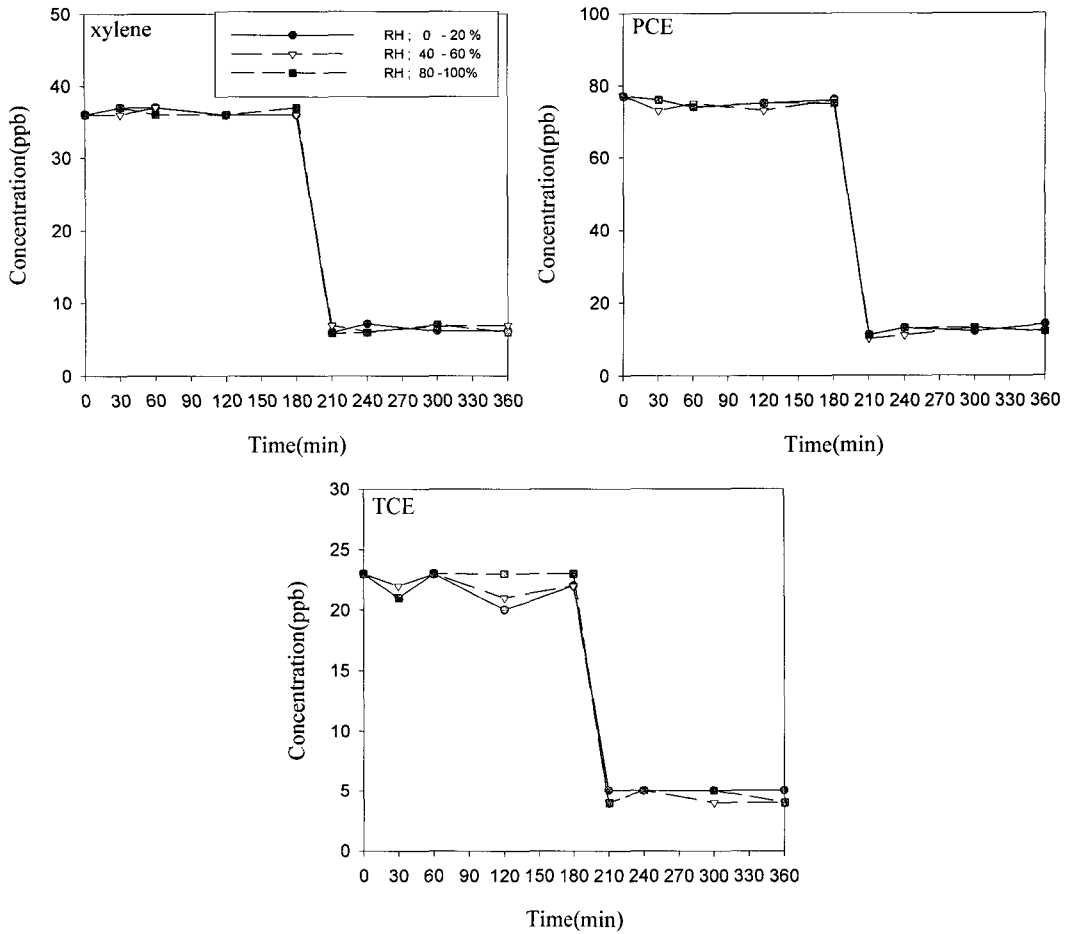 xylene
RH ; 0 - 20 %
RH ; 40 - 60 %
RH ; 80 -100%
50
40
30
20
10
0
Concentration(ppb)
0 30 60 90 120 150 180 210 240 270 300 330 360
Time(min)
PCE
100
80
60
40
20
0
Concentration(ppb)
0 30 60 90 120 150 180 210 240 270 300 330 360
Time(min)
TCE
30
25
20
15
10
5
0
Concentration(ppb)
0 30 60 90 120 150 180 210 240 270 300 330 360
Time(min)